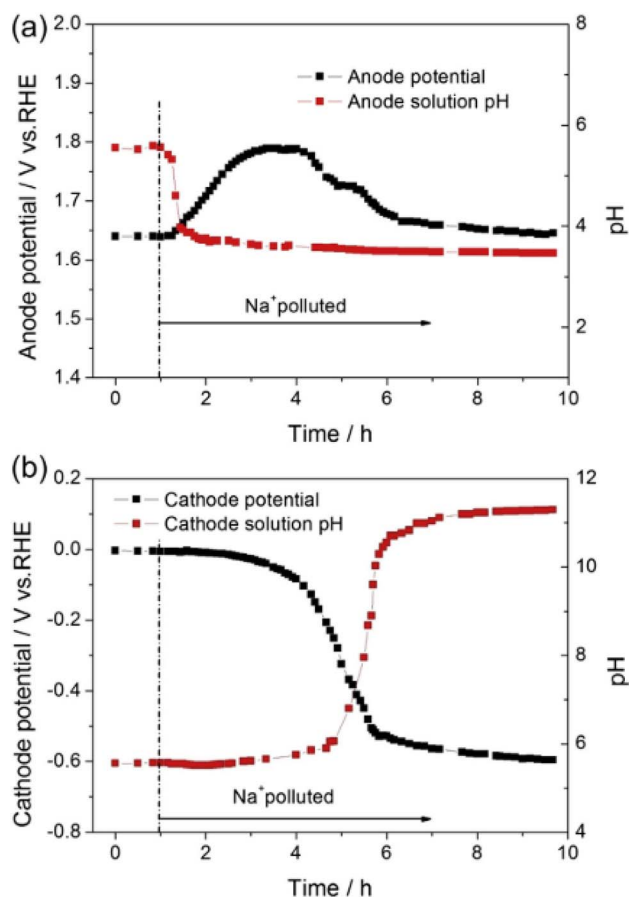 (a)
2.0
1.9
1.8
1.7
1.6
1.5
1.4
Anode potential / V vs.RHE
Anode potential
Anode solution pH
Na⁺polluted
8
6
4
2
pH
0 2 4 6 8 10
Time / h
(b)
0.2
0.0
-0.2
-0.4
-0.6
-0.8
Cathode potential / V vs.RHE
Cathode potential
Cathode solution pH
Na⁺polluted
12
10
8
6
4
pH
0 2 4 6 8 10
Time / h